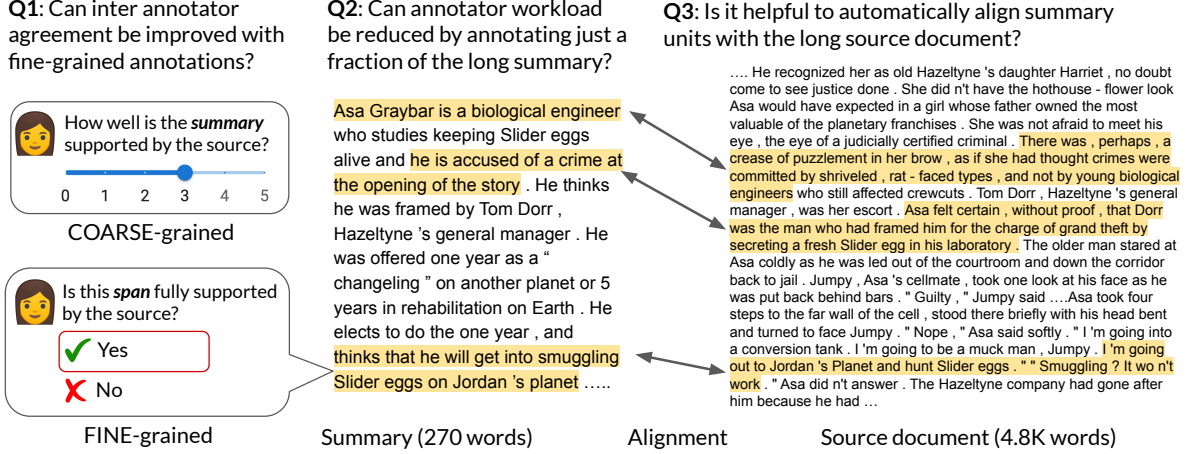 Q1: Can inter annotator
agreement be improved with
fine-grained annotations?
How well is the summary
supported by the source?
0 1 2 3 4 5
COARSE-grained
Is this span fully supported
by the source?
Yes
No
FINE-grained
Q2: Can annotator workload
be reduced by annotating just a
fraction of the long summary?
Asa Graybar is a biological engineer
who studies keeping Slider eggs
alive and he is accused of a crime at
the opening of the story . He thinks
he was framed by Tom Dorr ,
Hazeltyne 's general manager . He
was offered one year as a “
changeling ” on another planet or 5
years in rehabilitation on Earth . He
elects to do the one year , and
thinks that he will get into smuggling
Slider eggs on Jordan 's planet .....
Summary (270 words)
Alignment
Q3: Is it helpful to automatically align summary
units with the long source document?
.... He recognized her as old Hazeltyne 's daughter Harriet , no doubt
come to see justice done . She did n't have the hothouse - flower look
Asa would have expected in a girl whose father owned the most
valuable of the planetary franchises . She was not afraid to meet his
eye , the eye of a judicially certified criminal . There was , perhaps , a
crease of puzzlement in her brow , as if she had thought crimes were
committed by shriveled , rat - faced types , and not by young biological
engineers who still affected crewcuts . Tom Dorr , Hazeltyne's general
manager , was her escort . Asa felt certain , without proof , that Dorr
was the man who had framed him for the charge of grand theft by
secreting a fresh Slider egg in his laboratory . The older man stared at
Asa coldly as he was led out of the courtroom and down the corridor
back to jail . Jumpy , Asa 's cellmate , took one look at his face as he
was put back behind bars . " Guilty , " Jumpy said ....Asa took four
steps to the far wall of the cell , stood there briefly with his head bent
and turned to face Jumpy . " Nope , " Asa said softly . " I 'm going into
a conversion tank . I 'm going to be a muck man , Jumpy . I 'm going
out to Jordan 's Planet and hunt Slider eggs . " " Smuggling ? It wo n't
work . " Asa did n't answer . The Hazeltyne company had gone after
him because he had ...
Source document (4.8K words)